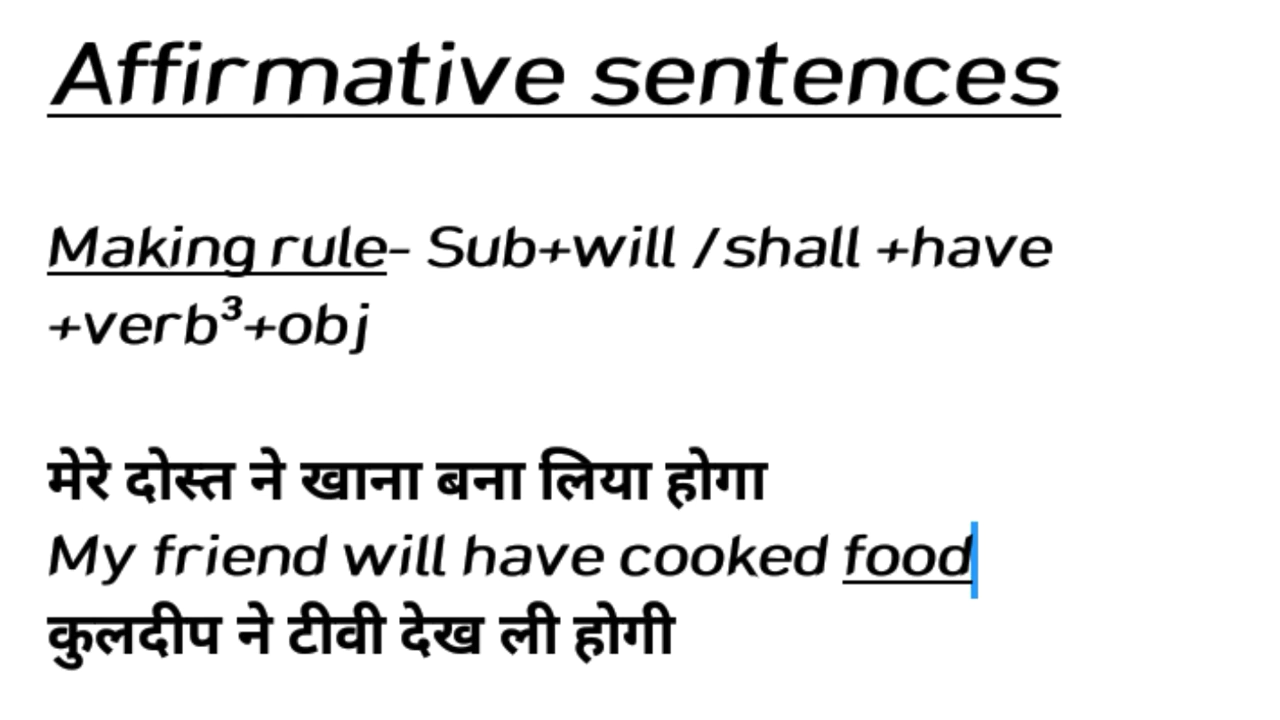 Affirmative sentences
Making rule- Sub+will /shall +have
+verb³+obj
मेरे दोस्त ने खाना बना लिया होगा
My friend will have cooked food
कुलदीप ने टीवी देख ली होगी